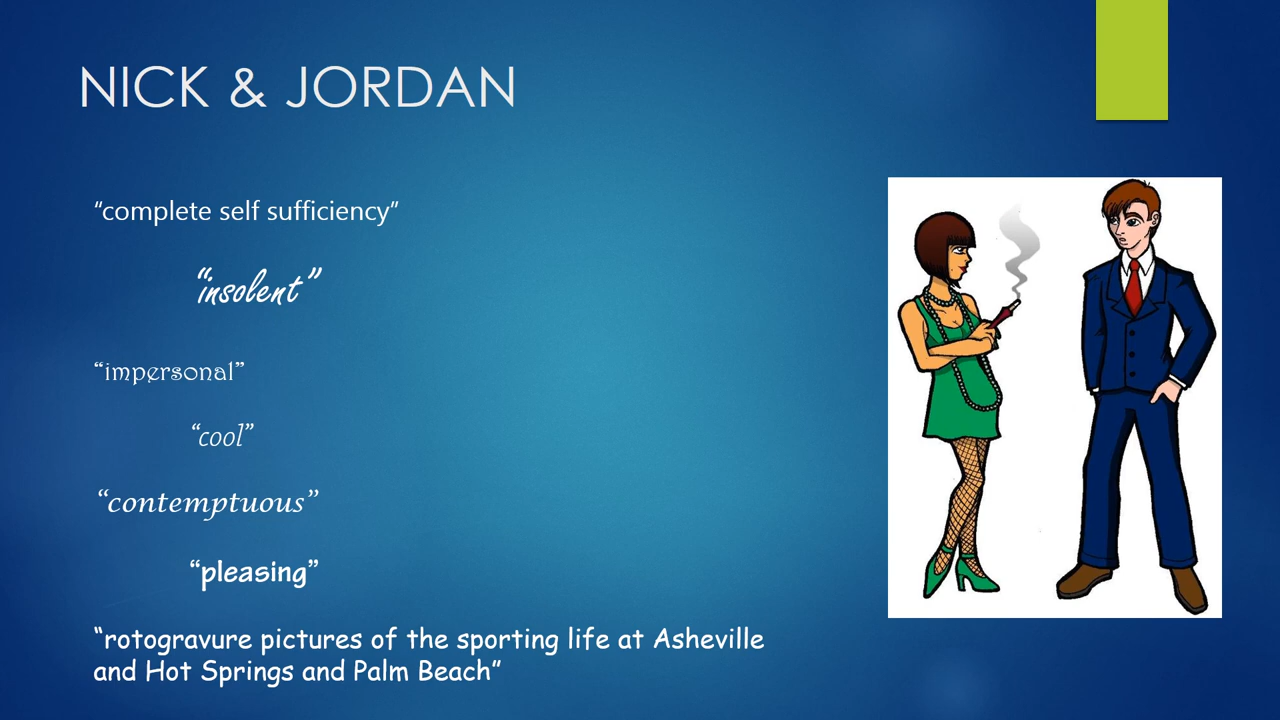 NICK & JORDAN
“complete self sufficiency”
“insolent”
“impersonal”
“cool”
“contemptuous”
“pleasing”
“rotogravure pictures of the sporting life at Asheville
and Hot Springs and Palm Beach”